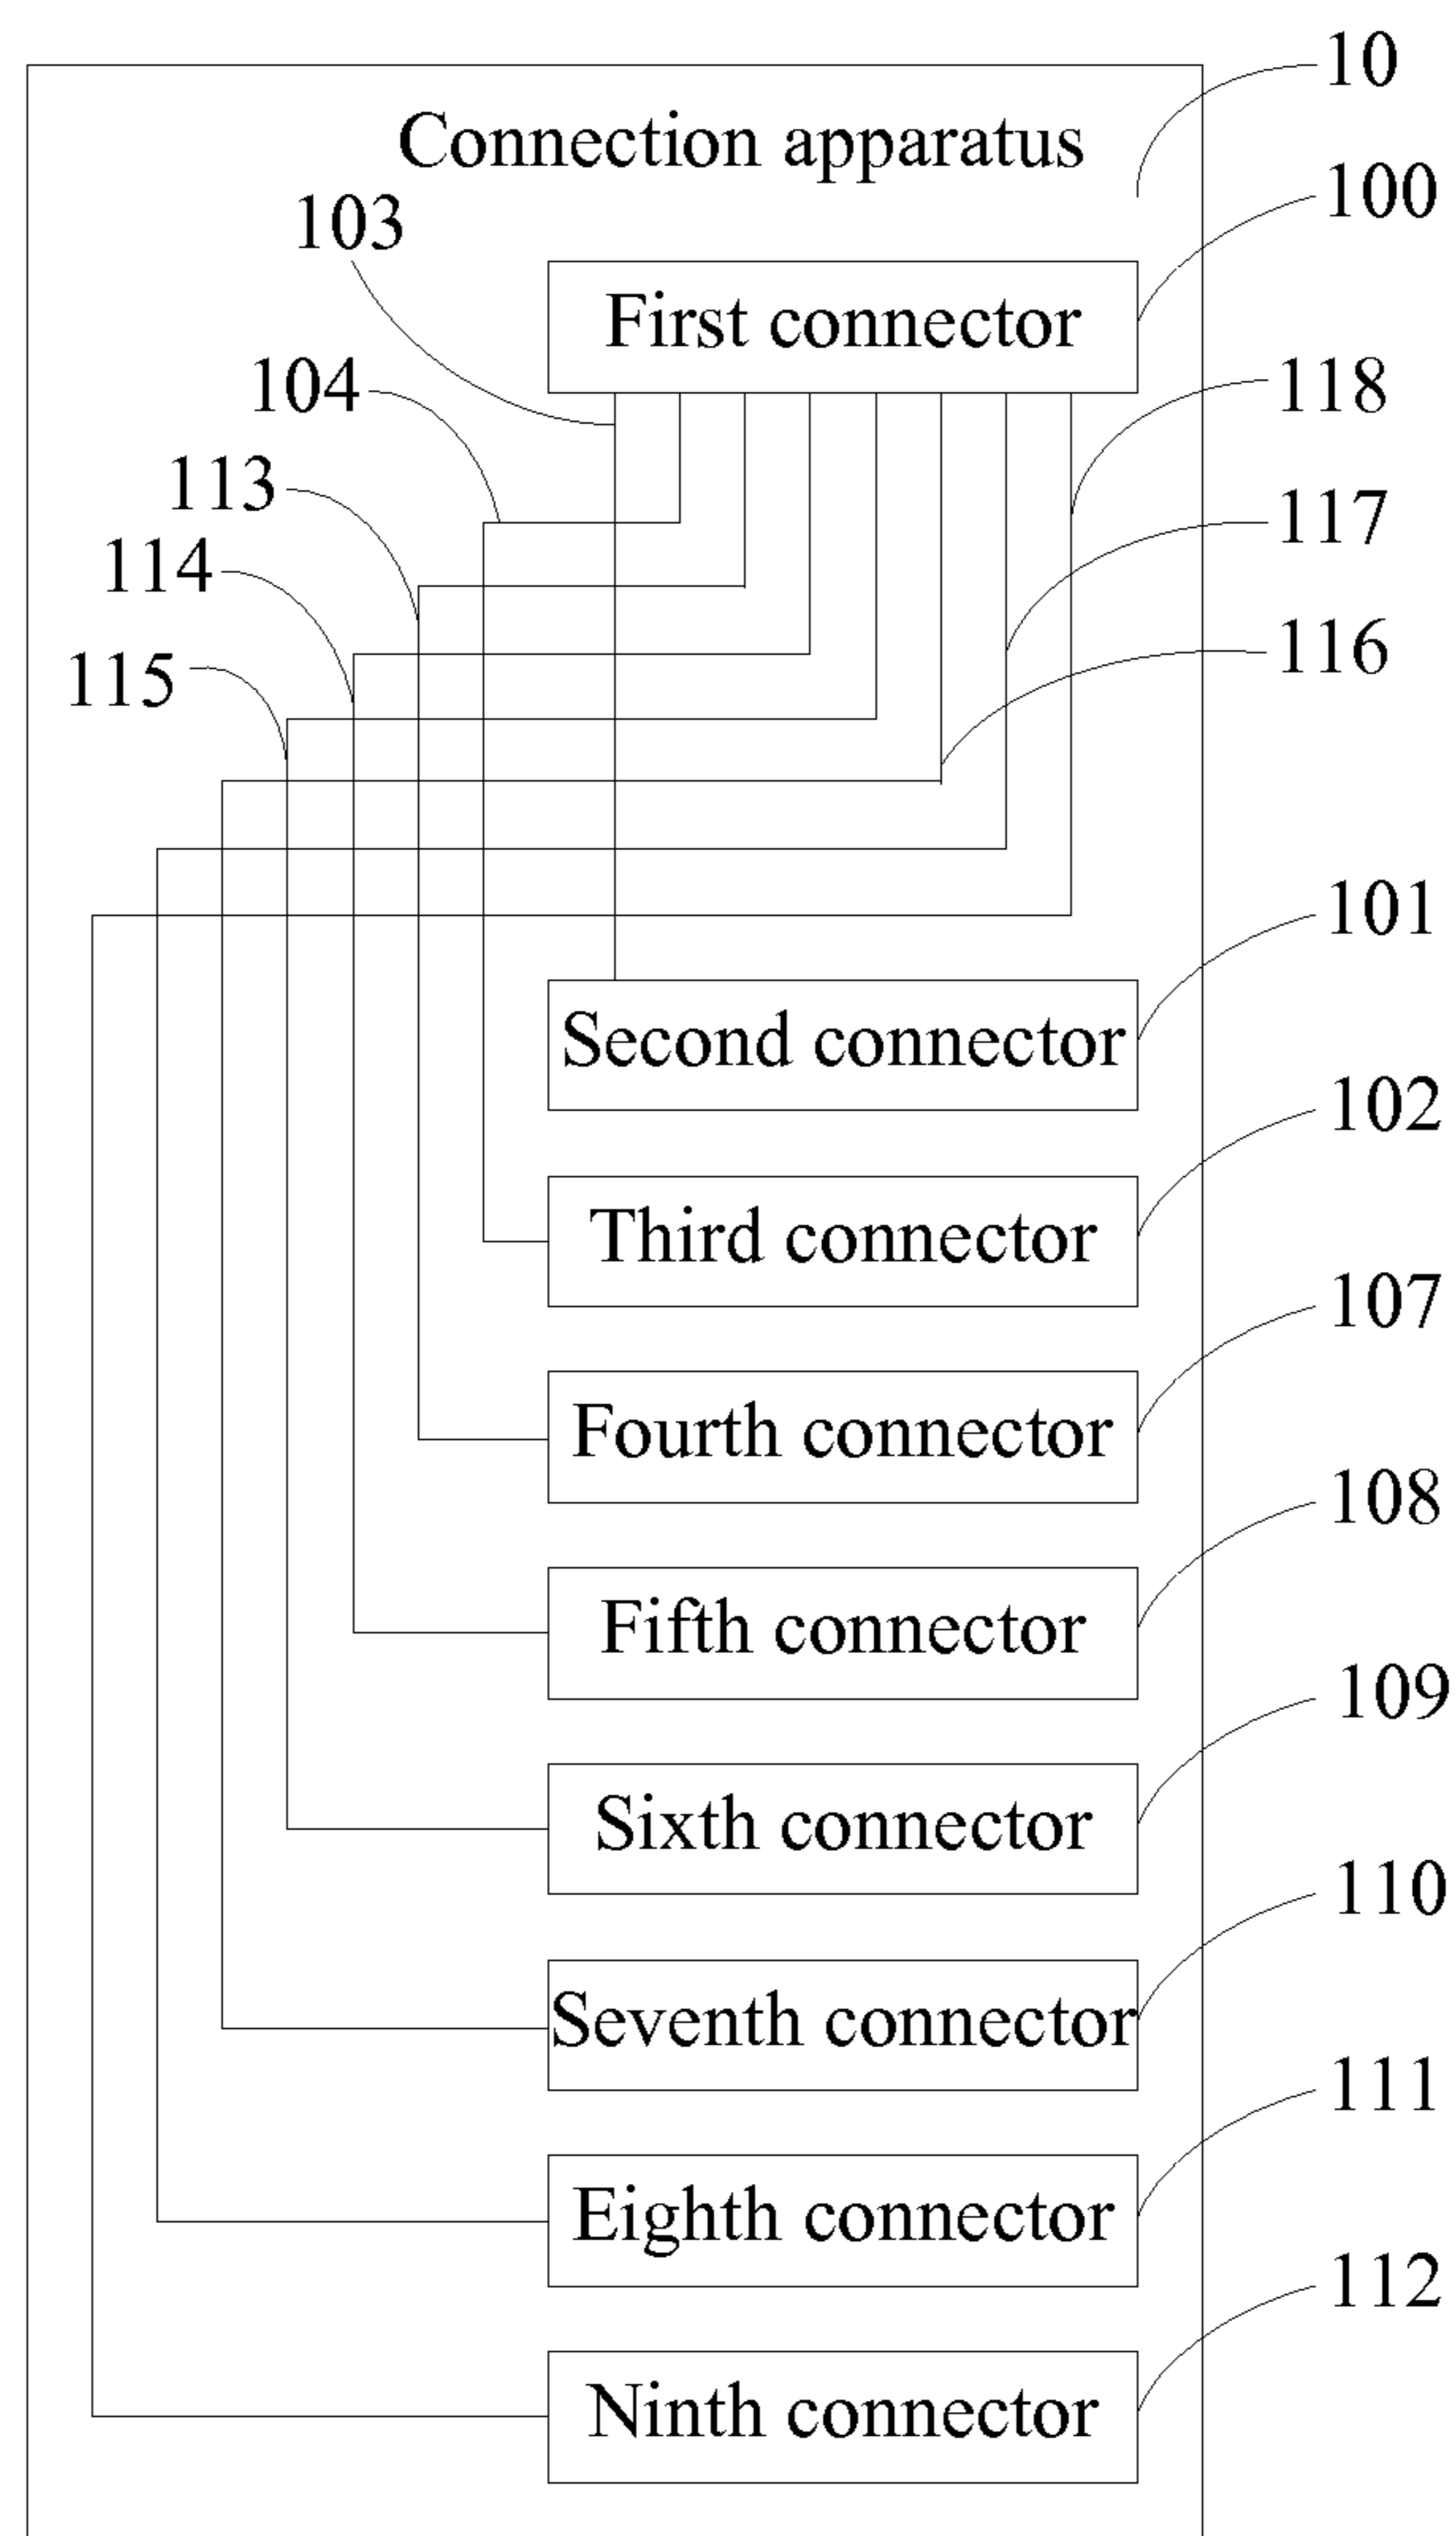 10
Connection apparatus
100
103
First connector
104
118
113
117
114
116
115
101
Second connector
102
Third connector
107
Fourth connector
108
Fifth connector
109
Sixth connector
110
Seventh connector
111
Eighth connector
112
Ninth connector